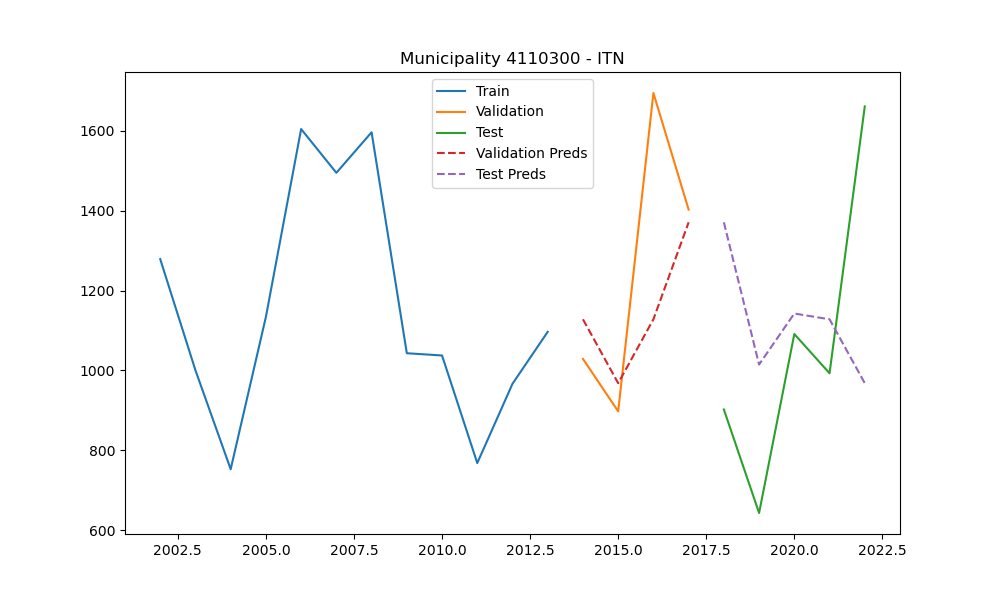 Municipality 4110300 - ITN
Train
Validation
Test
Validation Preds
Test Preds
1600
1400
1200
1000
800
600
2002.5 2005.0 2007.5 2010.0 2012.5 2015.0 2017.5 2020.0 2022.5